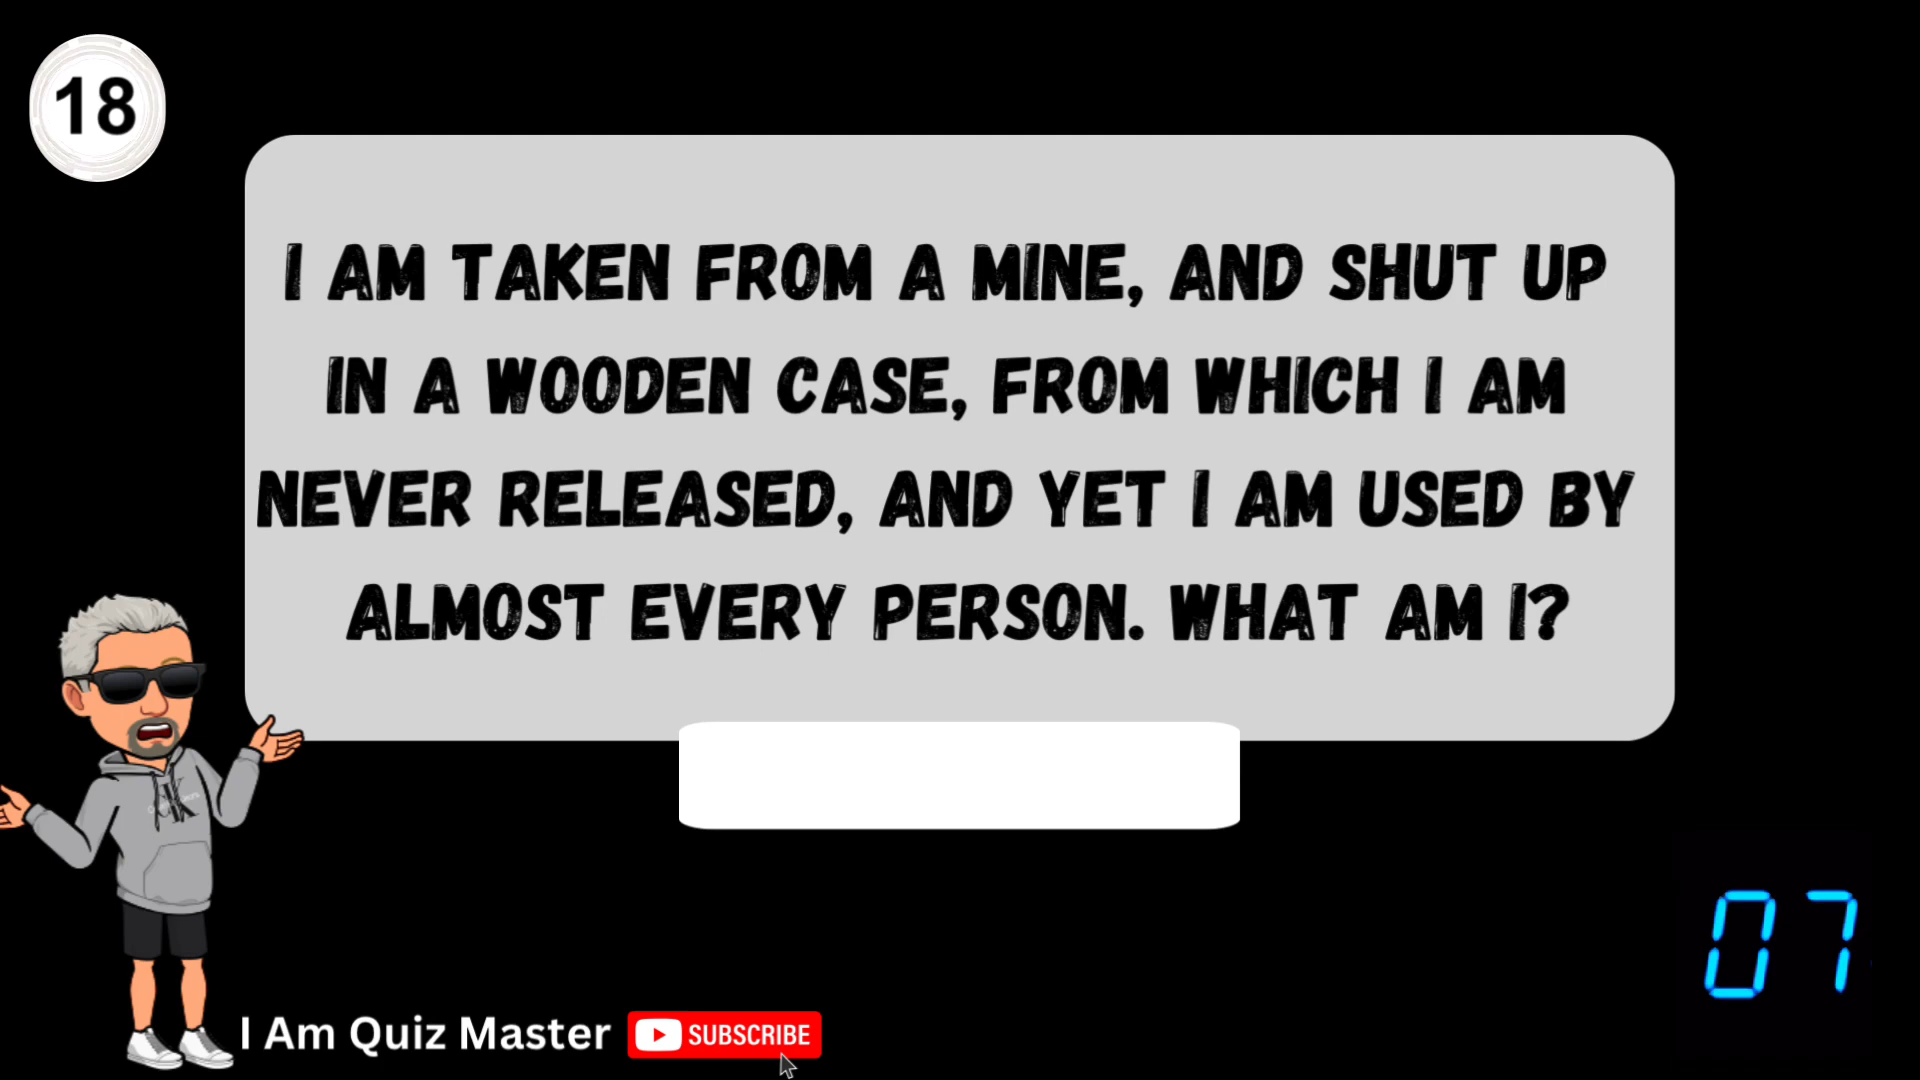 18
I AM TAKEN FROM A MINE, AND SHUT UP
IN A WOODEN CASE, FROM WHICH I AM
NEVER RELEASED, AND YET I AM USED BY
ALMOST EVERY PERSON. WHAT AM I?
07
I Am Quiz Master SUBSCRIBE